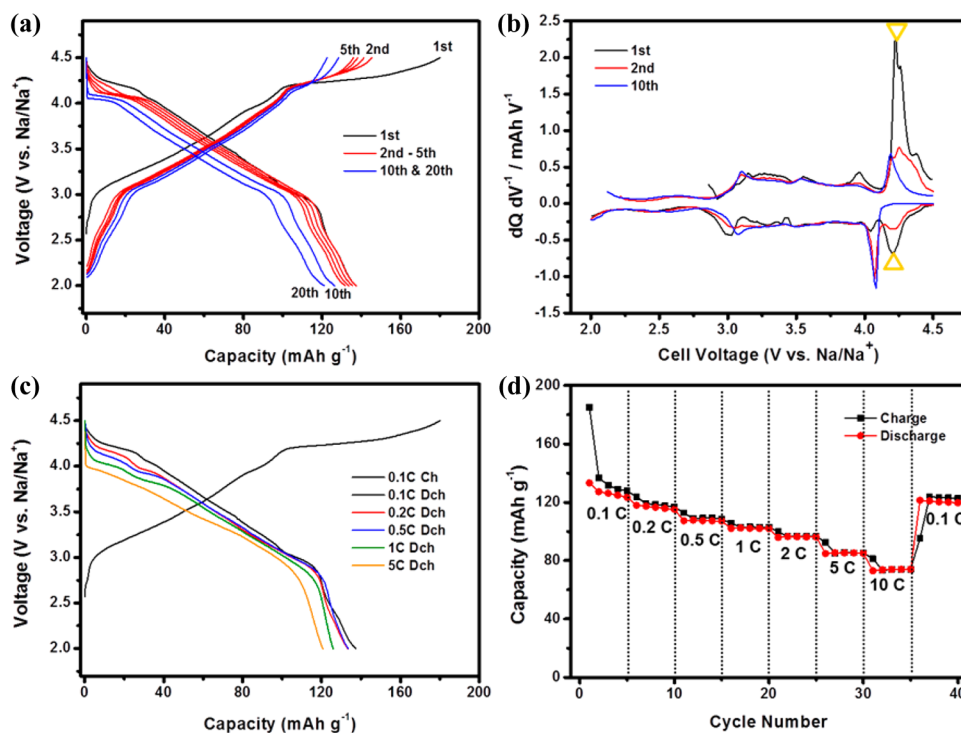 (a)
4.5
4.0
3.5
3.0
2.5
2.0
Voltage (V vs. Na/Na⁺)
5th 2nd
1st
1st
2nd - 5th
10th & 20th
20th 10th
0 40 80 120 160 200
Capacity (mAh g⁻¹)
(b)
2.5
2.0
1.5
1.0
0.5
0.0
-0.5
-1.0
-1.5
dQ dV⁻¹ / mAh V⁻¹
1st
2nd
10th
2.0 2.5 3.0 3.5 4.0 4.5
Cell Voltage (V vs. Na/Na⁺)
(c)
4.5
4.0
3.5
3.0
2.5
2.0
Voltage (V vs. Na/Na⁺)
0.1C Ch
0.1C Dch
0.2C Dch
0.5C Dch
1C Dch
5C Dch
0 40 80 120 160 200
Capacity (mAh g⁻¹)
(d)
200
160
120
80
40
0
Capacity (mAh g⁻¹)
Charge
Discharge
0.1 C
0.2 C
0.5 C
1 C
2 C
5 C
10 C
0.1 C
0 10 20 30 40
Cycle Number